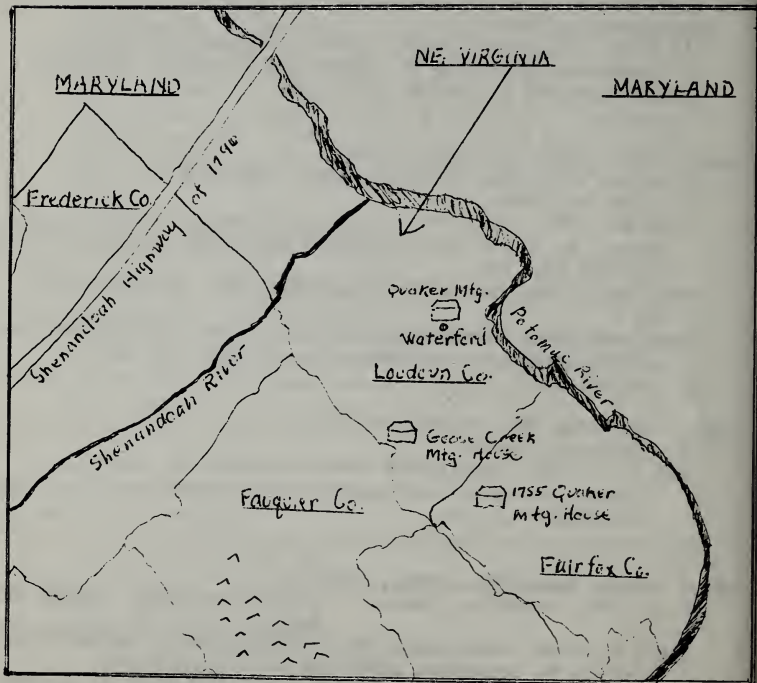 NE. VIRGINIA
MARYLAND
MARYLAND
Frederick Co.
Shenandoah Highway of 1790
Quaker Mtg.
Waterford
Potomac River
Loudoun Co.
Shenandoah River
Goose Creek
Mtg. House
Fauquier Co.
1755 Quaker
Mtg. House
Fairfax Co.